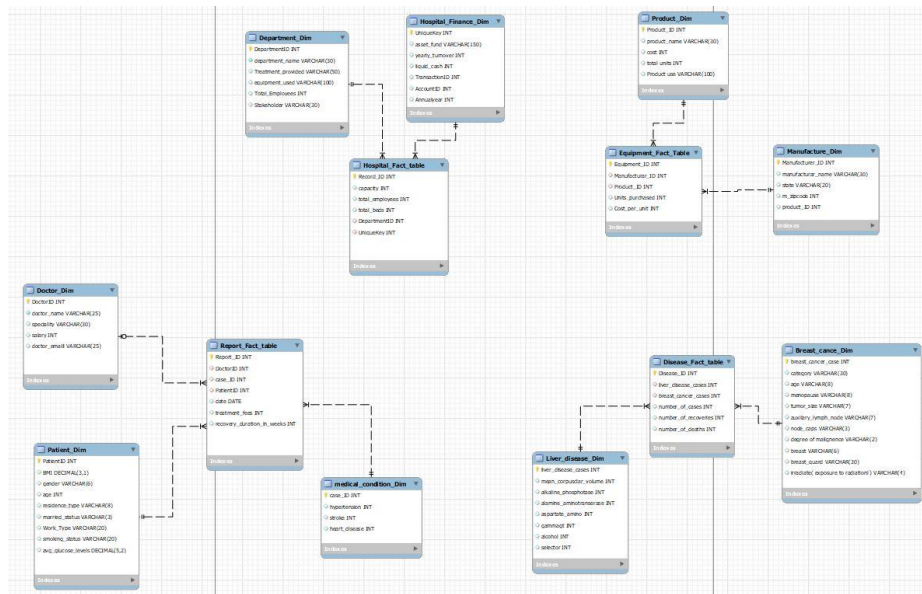 Department_Dim
DepartmentID INT
department_name VARCHAR(30)
Treatment_provided VARCHAR(50)
equipment_used VARCHAR(100)
Total_Employees INT
Stakeholder VARCHAR(30)
Indexes
Hospital_Finance_Dim
UniqueKey INT
asset_fund VARCHAR(150)
yearly_turnover INT
liquid_cash INT
TransactionID INT
AccountID INT
Annualyear INT
Indexes
Product_Dim
Product_ID INT
product_name VARCHAR(30)
cost INT
total units INT
Product use VARCHAR(100)
Indexes
Hospital_Fact_table
Record_ID INT
capacity INT
total_employees INT
total_beds INT
DepartmentID INT
UniqueKey INT
Indexes
Equipment_Fact_Table
Equipment_ID INT
Manufacturer_ID INT
Product_ID INT
Units_purchased INT
Cost_per_unit INT
Indexes
Manufacture_Dim
Manufacturer_ID INT
manufacturer_name VARCHAR(30)
state VARCHAR(20)
m_zipcode INT
product_ID INT
Indexes
Doctor_Dim
DoctorID INT
doctor_name VARCHAR(25)
speciality VARCHAR(30)
salary INT
doctor_email VARCHAR(25)
Indexes
Report_Fact_table
Report_ID INT
DoctorID INT
case_ID INT
PatientID INT
date DATE
treatment_fees INT
recovery_duration_in_weeks INT
Indexes
Disease_Fact_table
Disease_ID INT
liver_disease_cases INT
breast_cancer_cases INT
number_of_cases INT
number_of_recoveries INT
number_of_deaths INT
Indexes
Breast_cance_Dim
breast_cancer_case INT
category VARCHAR(30)
age VARCHAR(8)
menopause VARCHAR(8)
tumor_size VARCHAR(7)
auxilary_lymph_node VARCHAR(7)
node_caps VARCHAR(3)
degree of malignence VARCHAR(2)
breast VARCHAR(6)
breast_quard VARCHAR(30)
irradiate( exposure to radiation) VARCHAR(4)
Indexes
Patient_Dim
PatientID INT
BMI DECIMAL(3,1)
gender VARCHAR(6)
age INT
residence_type VARCHAR(8)
married_status VARCHAR(3)
Work_Type VARCHAR(20)
smoking_status VARCHAR(20)
avg_glucose_levels DECIMAL(5,2)
Indexes
medical_condition_Dim
case_ID INT
hypertension INT
stroke INT
heart_disease INT
Indexes
Liver_disease_Dim
liver_disease_cases INT
mean_corpuscular_volume INT
alkaline_phosphotase INT
alamine_aminotranserase INT
aspartate_amino INT
gammagt INT
alcohol INT
selector INT
Indexes